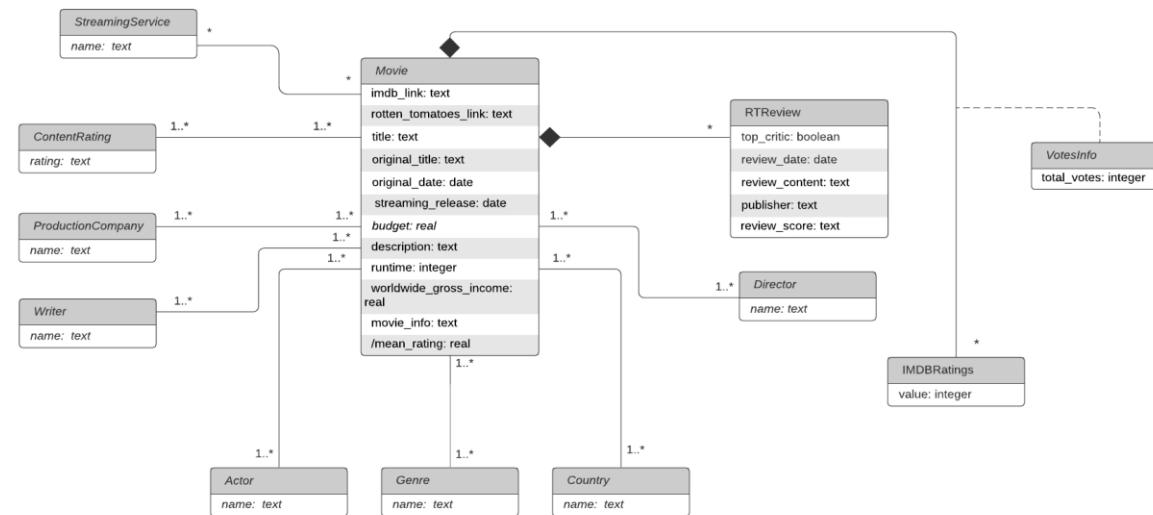 StreamingService
name: text
*
*
Movie
imdb_link: text
rotten_tomatoes_link: text
title: text
original_title: text
original_date: date
streaming_release: date
budget: real
description: text
runtime: integer
worldwide_gross_income:
real
movie_info: text
/mean_rating: real
ContentRating
rating: text
1..*
1..*
ProductionCompany
name: text
1..*
1..*
Writer
name: text
1..*
1..*
1..*
Actor
name: text
1..*
1..*
Genre
name: text
1..*
1..*
Country
name: text
1..*
1..*
Director
name: text
1..*
*
RTReview
top_critic: boolean
review_date: date
review_content: text
publisher: text
review_score: text
VotesInfo
total_votes: integer
*
IMDBRatings
value: integer